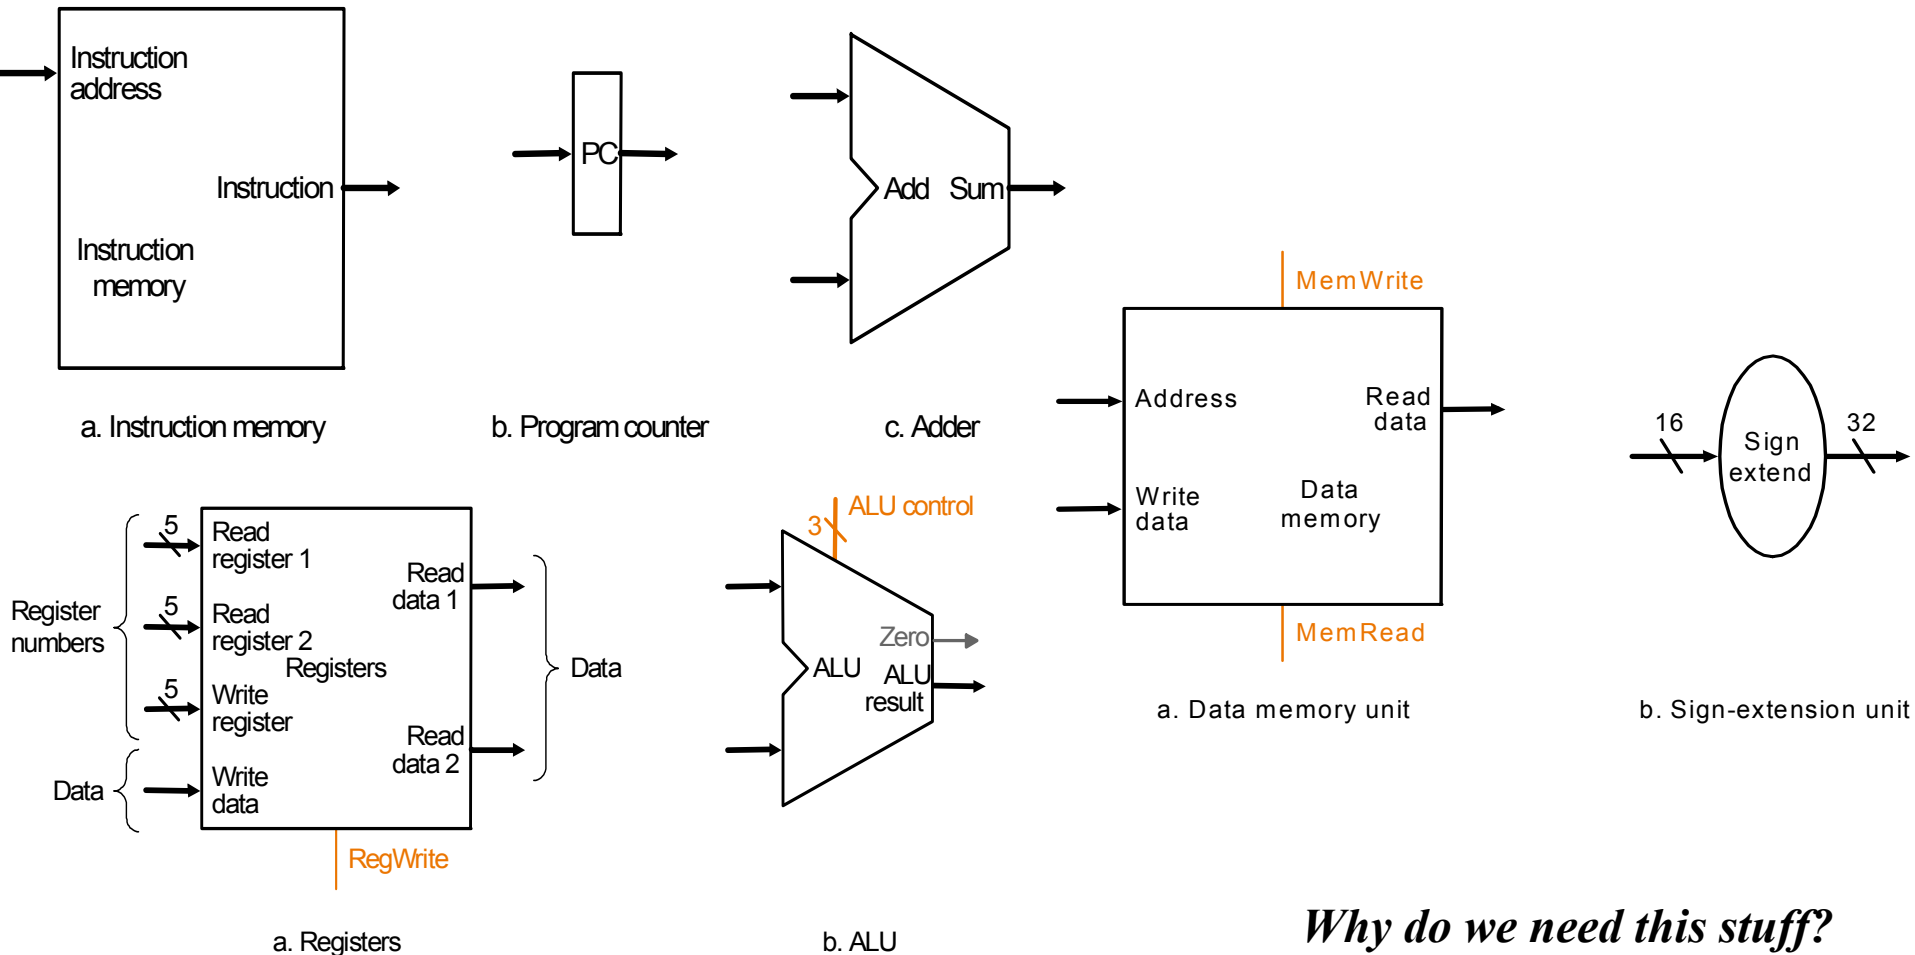 Instruction
address
Instruction
Instruction
memory
a. Instruction memory
PC
b. Program counter
Add Sum
c. Adder
MemWrite
Address
Read
data
Write
data
Data
memory
MemRead
a. Data memory unit
16
Sign
extend
32
b. Sign-extension unit
Register
numbers
5
Read
register 1
5
Read
register 2
Registers
5
Write
register
Data
Write
data
Read
data 1
Read
data 2
Data
RegWrite
a. Registers
3
ALU control
Zero
ALU
ALU
result
b. ALU
Why do we need this stuff?